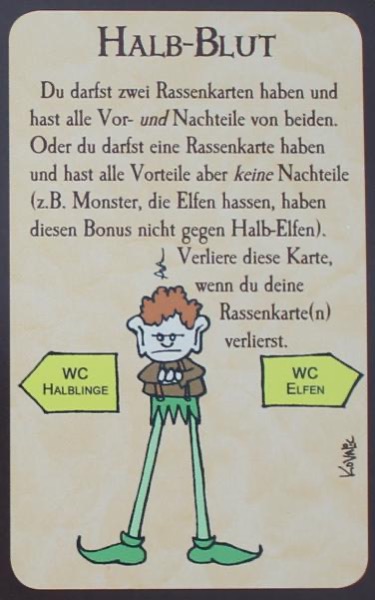 HALB-BLUT
Du darfst zwei Rassenkarten haben und
hast alle Vor- und Nachteile von beiden.
Oder du darfst eine Rassenkarte haben
und hast alle Vorteile aber keine Nachteile
(z.B. Monster, die Elfen hassen, haben
diesen Bonus nicht gegen Halb-Elfen).
Verliere diese Karte,
wenn du deine
Rassenkarte(n)
verlierst.
WC
HALBLINGE
WC
ELFEN
KOVALIC